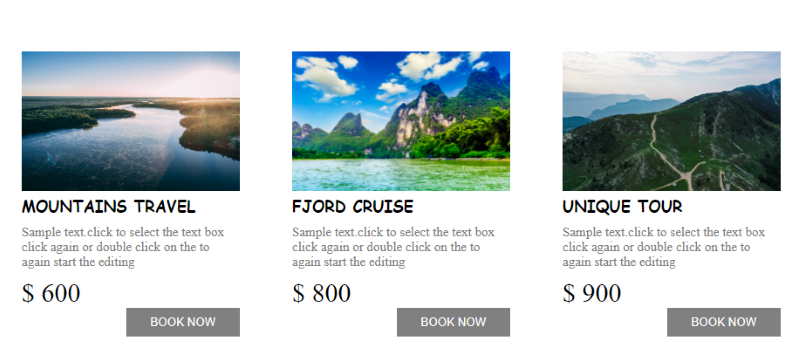 MOUNTAINS TRAVEL
Sample text.click to select the text box
click again or double click on the to
again start the editing
$ 600
BOOK NOW
FJORD CRUISE
Sample text.click to select the text box
click again or double click on the to
again start the editing
$ 800
BOOK NOW
UNIQUE TOUR
Sample text.click to select the text box
click again or double click on the to
again start the editing
$ 900
BOOK NOW